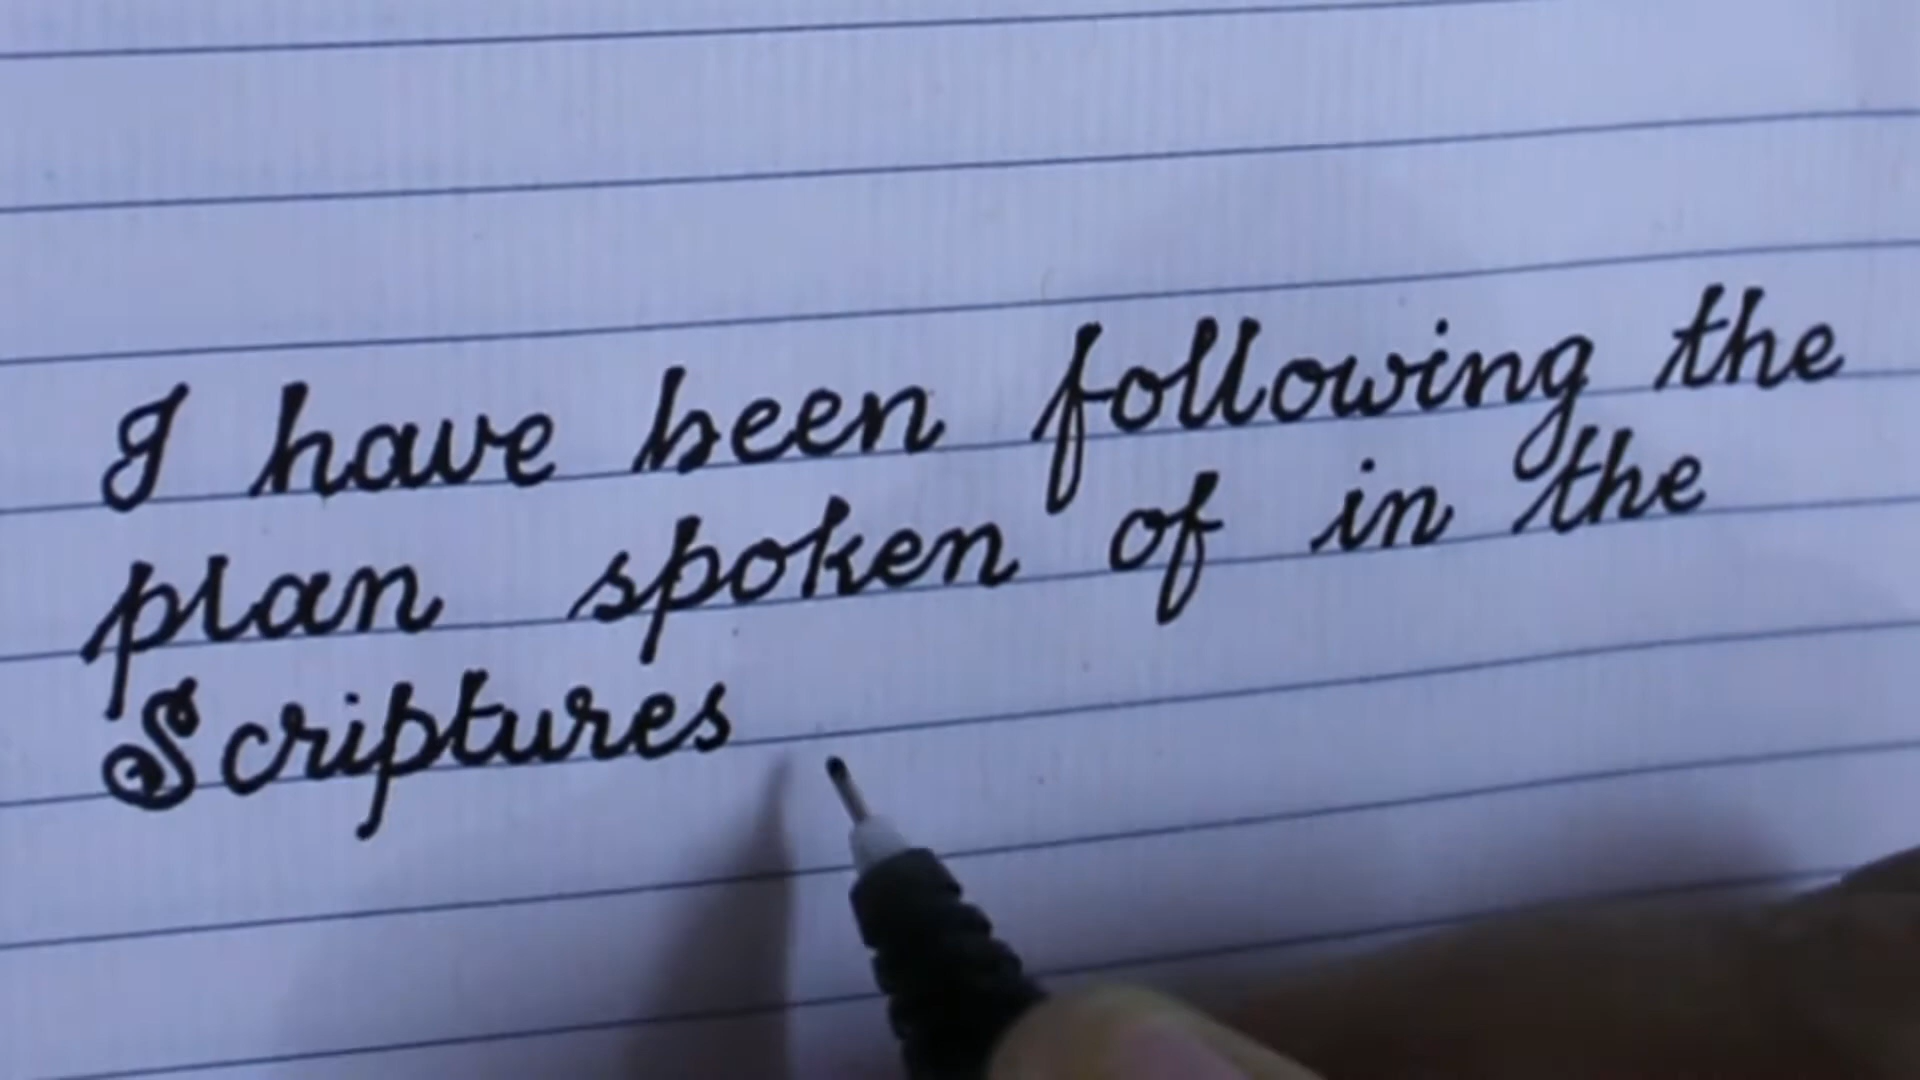 I have been following the
plan spoken of in the
Scriptures